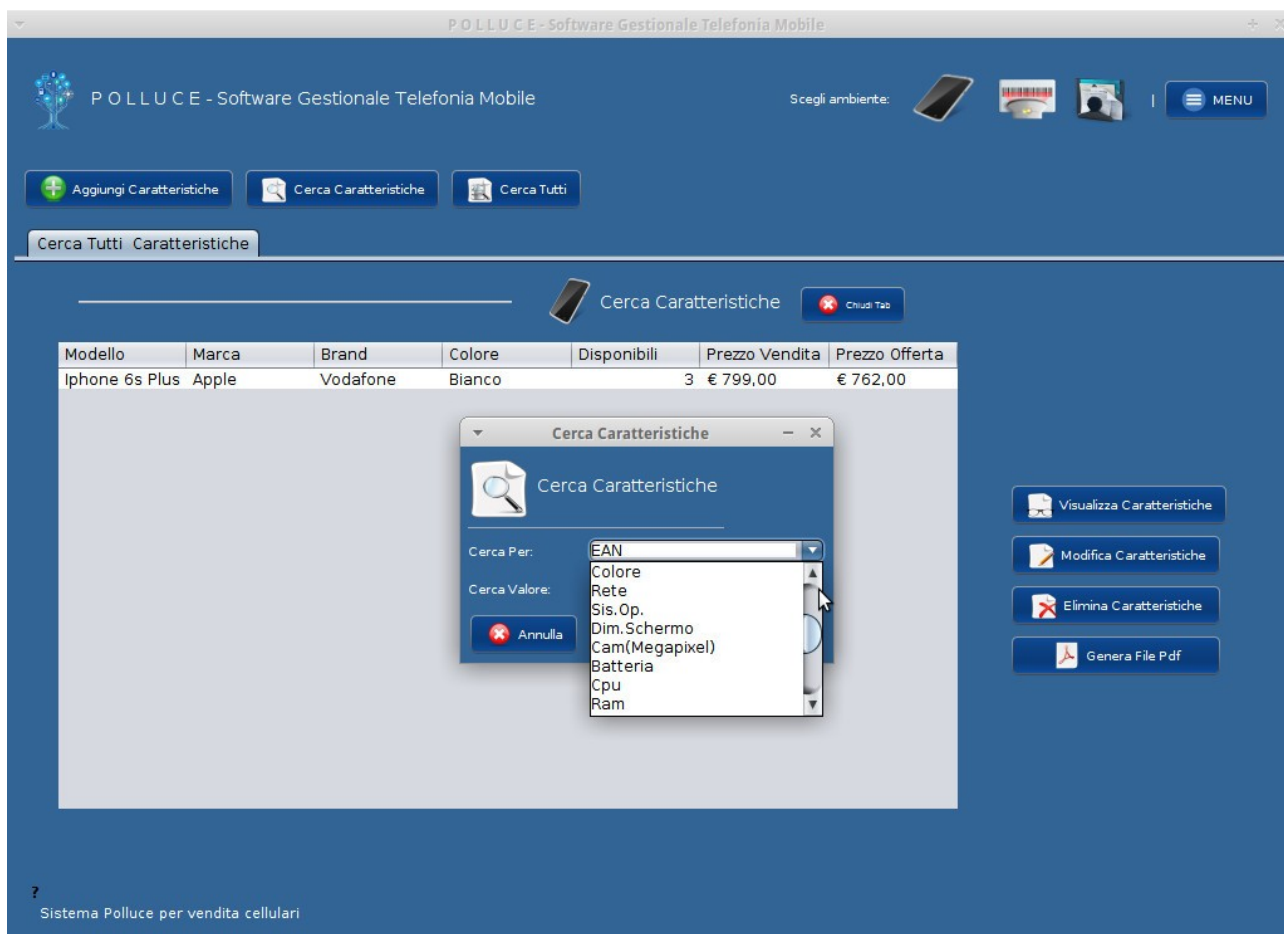 P O L L U C E - Software Gestionale Telefonia Mobile
P O L L U C E - Software Gestionale Telefonia Mobile
Scegli ambiente:
| MENU
Aggiungi Caratteristiche
Cerca Caratteristiche
Cerca Tutti
Cerca Tutti Caratteristiche
Cerca Caratteristiche
Chiudi Tab
Modello Marca Brand Colore Disponibili Prezzo Vendita Prezzo Offerta
Iphone 6s Plus Apple Vodafone Bianco 3 € 799,00 € 762,00
Cerca Caratteristiche
Cerca Caratteristiche
Cerca Per: EAN
Colore
Cerca Valore:
Rete
Sis.Op.
Dim.Schermo
Cam(Megapixel)
Batteria
Cpu
Ram
Annulla
Visualizza Caratteristiche
Modifica Caratteristiche
Elimina Caratteristiche
Genera File Pdf
?
Sistema Polluce per vendita cellulari